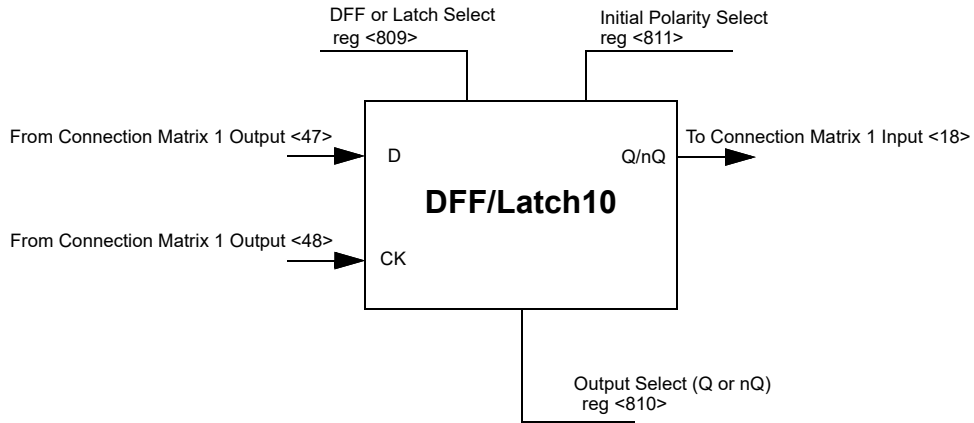 DFF or Latch Select
reg <809>
Initial Polarity Select
reg <811>
From Connection Matrix 1 Output <47>
D
Q/nQ
To Connection Matrix 1 Input <18>
DFF/Latch10
From Connection Matrix 1 Output <48>
CK
Output Select (Q or nQ)
reg <810>